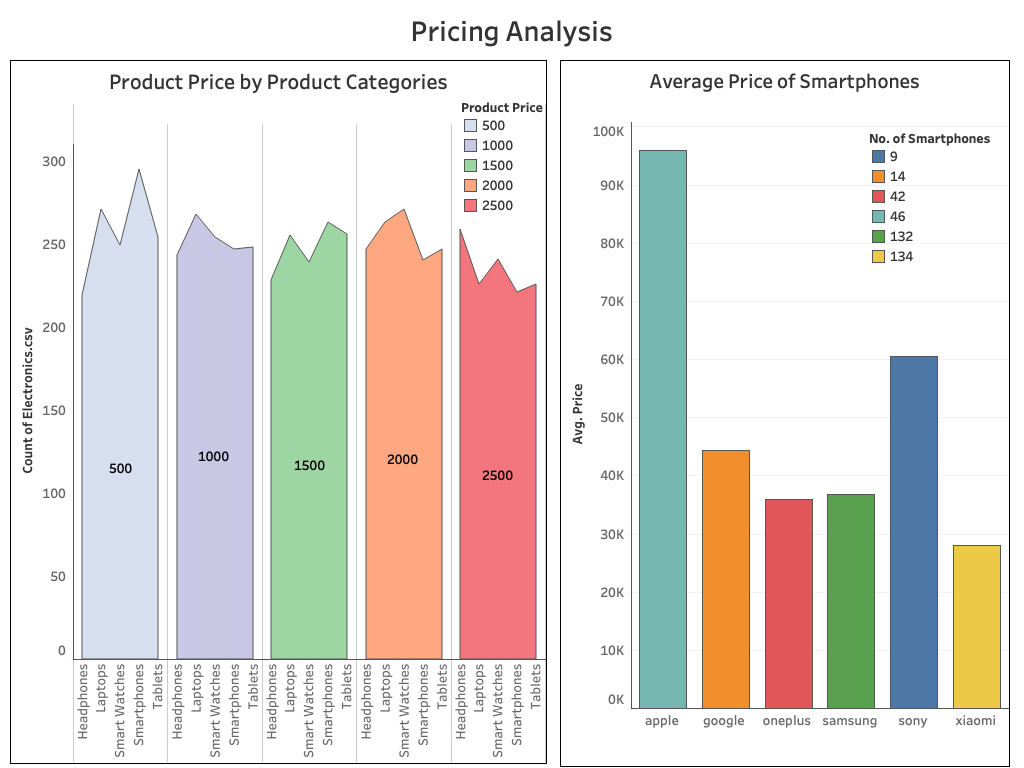 Pricing Analysis
Product Price by Product Categories
Product Price
500
1000
1500
2000
2500
Count of Electronics.csv
300
250
200
150
100
50
0
500
1000
1500
2000
2500
Headphones
Laptops
Smart Watches
Smartphones
Tablets
Headphones
Laptops
Smart Watches
Smartphones
Tablets
Headphones
Laptops
Smart Watches
Smartphones
Tablets
Headphones
Laptops
Smart Watches
Smartphones
Tablets
Headphones
Laptops
Smart Watches
Smartphones
Tablets
Average Price of Smartphones
No. of Smartphones
9
14
42
46
132
134
Avg. Price
100K
90K
80K
70K
60K
50K
40K
30K
20K
10K
0K
apple
google
oneplus
samsung
sony
xiaomi